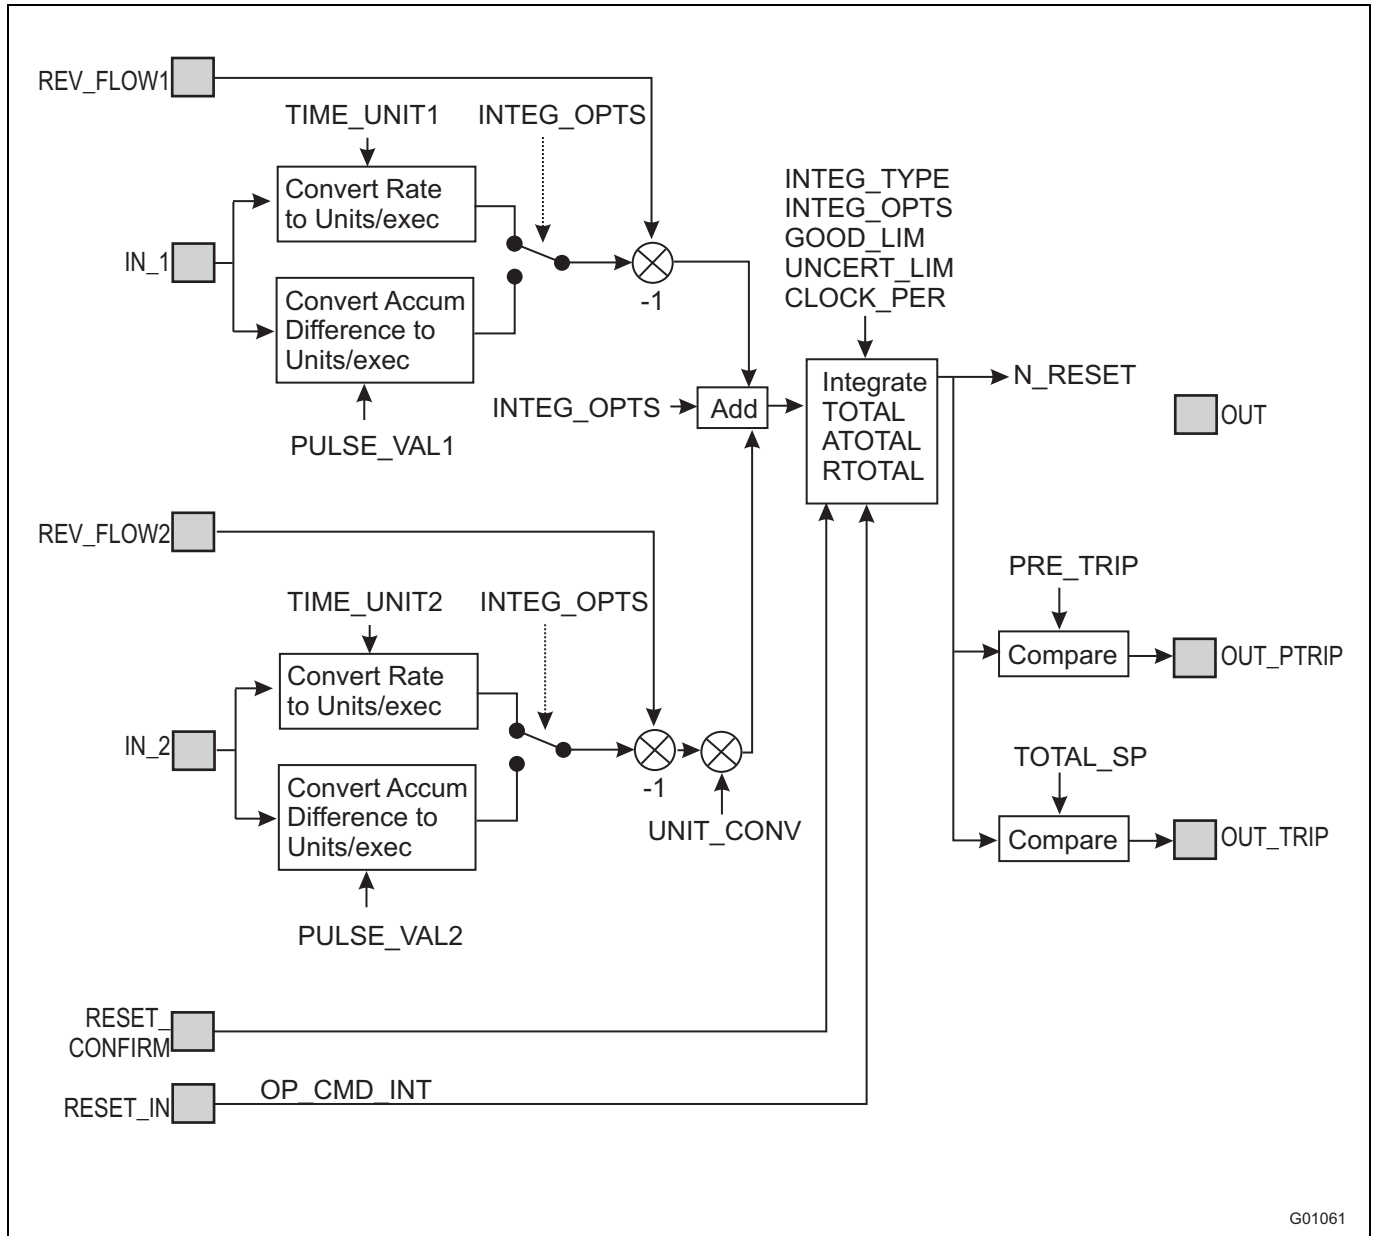 REV_FLOW1
TIME_UNIT1
INTEG_OPTS
Convert Rate
to Units/exec
IN_1
Convert Accum
Difference to
Units/exec
-1
PULSE_VAL1
INTEG_TYPE
INTEG_OPTS
GOOD_LIM
UNCERT_LIM
CLOCK_PER
INTEG_OPTS
Add
Integrate
TOTAL
ATOTAL
RTOTAL
N_RESET
OUT
REV_FLOW2
TIME_UNIT2
INTEG_OPTS
Convert Rate
to Units/exec
IN_2
Convert Accum
Difference to
Units/exec
-1
UNIT_CONV
PULSE_VAL2
PRE_TRIP
Compare
OUT_PTRIP
TOTAL_SP
Compare
OUT_TRIP
RESET_
CONFIRM
RESET_IN
OP_CMD_INT
G01061